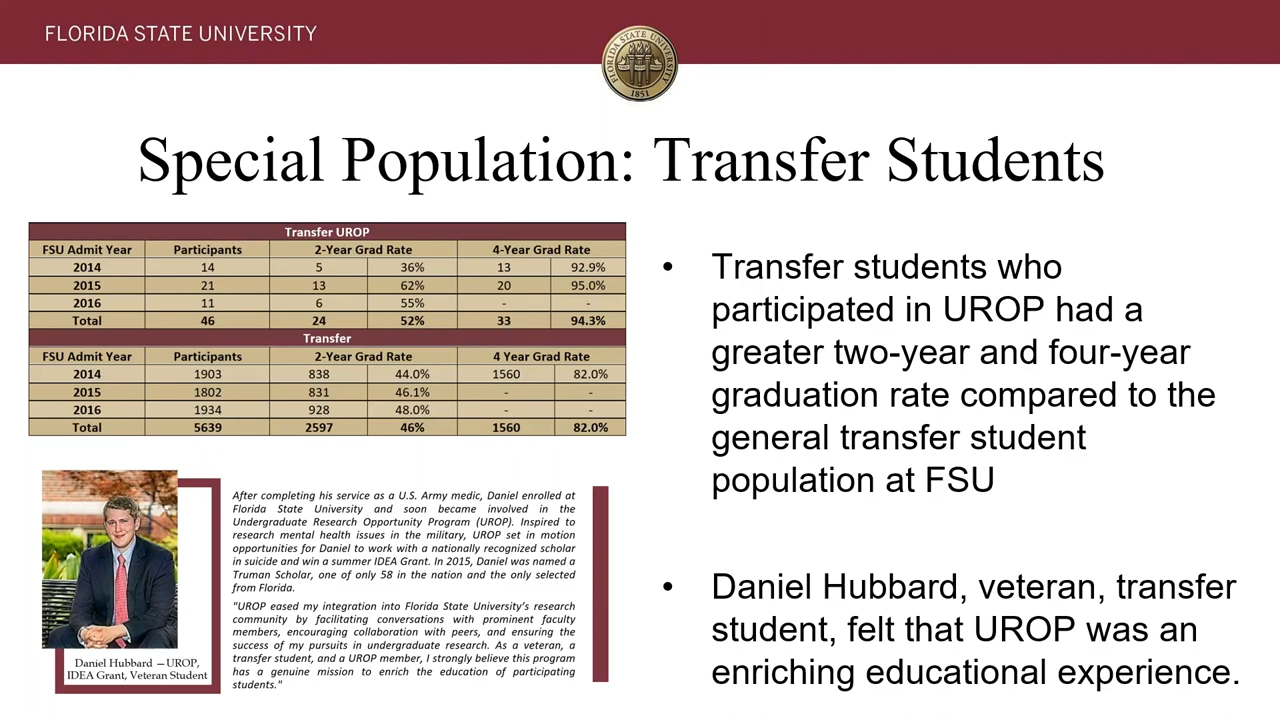 FLORIDA STATE UNIVERSITY
FLORIDA STATE UNIVERSITY
1851
Special Population: Transfer Students
Transfer UROP
FSU Admit Year Participants 2-Year Grad Rate 4-Year Grad Rate
2014 14 5 36% 13 92.9%
2015 21 13 62% 20 95.0%
2016 11 6 55% - -
Total 46 24 52% 33 94.3%
Transfer
FSU Admit Year Participants 2-Year Grad Rate 4 Year Grad Rate
2014 1903 838 44.0% 1560 82.0%
2015 1802 831 46.1% - -
2016 1934 928 48.0% - -
Total 5639 2597 46% 1560 82.0%
Daniel Hubbard —UROP,
IDEA Grant, Veteran Student
After completing his service as a U.S. Army medic, Daniel enrolled at
Florida State University and soon became involved in the
Undergraduate Research Opportunity Program (UROP). Inspired to
research mental health issues in the military, UROP set in motion
opportunities for Daniel to work with a nationally recognized scholar
in suicide and win a summer IDEA Grant. In 2015, Daniel was named a
Truman Scholar, one of only 58 in the nation and the only selected
from Florida.
"UROP eased my integration into Florida State University's research
community by facilitating conversations with prominent faculty
members, encouraging collaboration with peers, and ensuring the
success of my pursuits in undergraduate research. As a veteran, a
transfer student, and a UROP member, I strongly believe this program
has a genuine mission to enrich the education of participating
students."
• Transfer students who
participated in UROP had a
greater two-year and four-year
graduation rate compared to the
general transfer student
population at FSU
• Daniel Hubbard, veteran, transfer
student, felt that UROP was an
enriching educational experience.